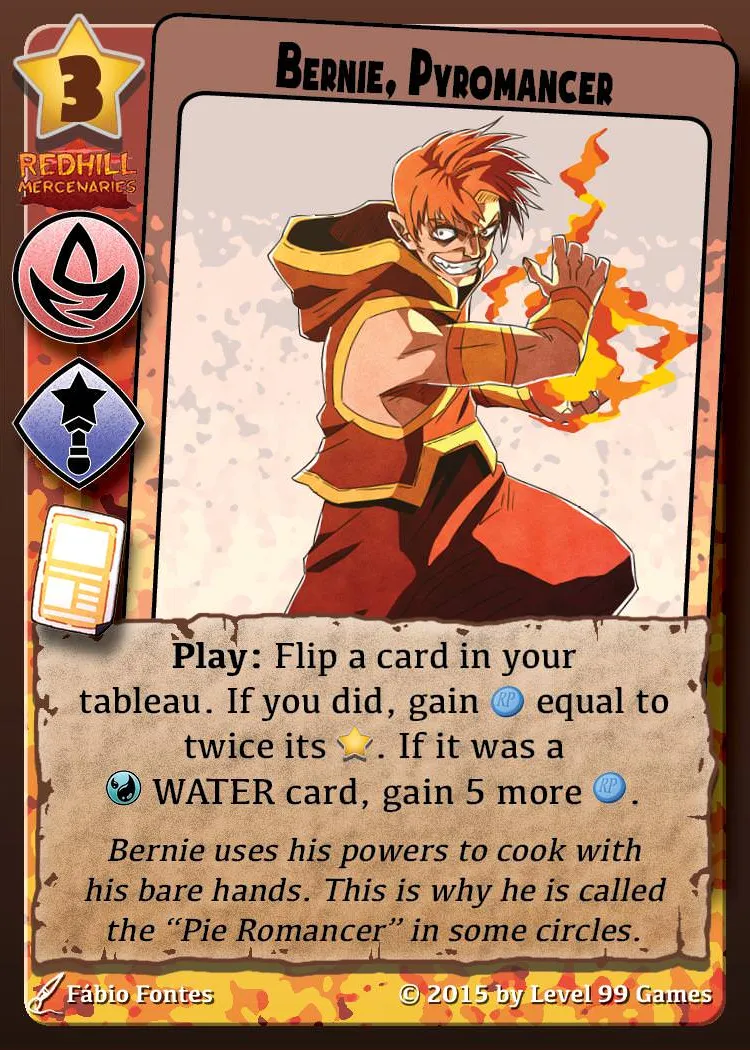 3
Bernie, Pyromancer
REDHILL
MERCENARIES
Play: Flip a card in your
tableau. If you did, gain RP equal to
twice its . If it was a
WATER card, gain 5 more RP.
Bernie uses his powers to cook with
his bare hands. This is why he is called
the “Pie Romancer” in some circles.
Fábio Fontes
© 2015 by Level 99 Games